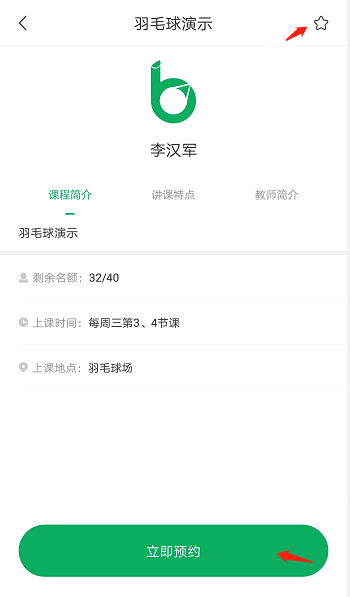 羽毛球演示
李汉军
课程简介 讲课特点 教师简介
羽毛球演示
剩余名额：32/40
上课时间：每周三第3、4节课
上课地点：羽毛球场
立即预约